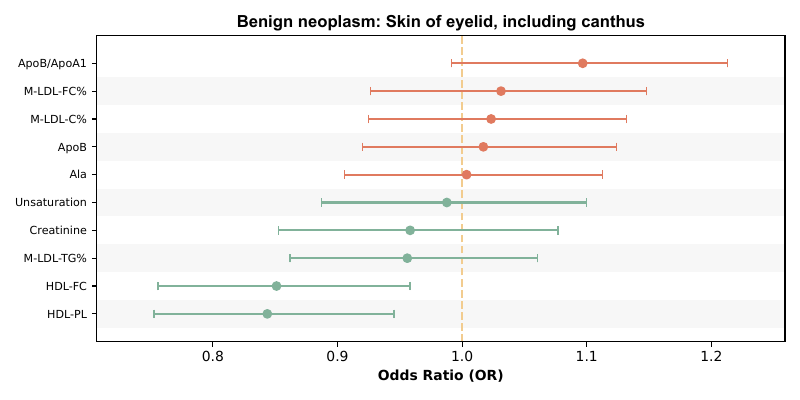 Benign neoplasm: Skin of eyelid, including canthus
ApoB/ApoA1
M-LDL-FC%
M-LDL-C%
ApoB
Ala
Unsaturation
Creatinine
M-LDL-TG%
HDL-FC
HDL-PL
0.8 0.9 1.0 1.1 1.2
Odds Ratio (OR)